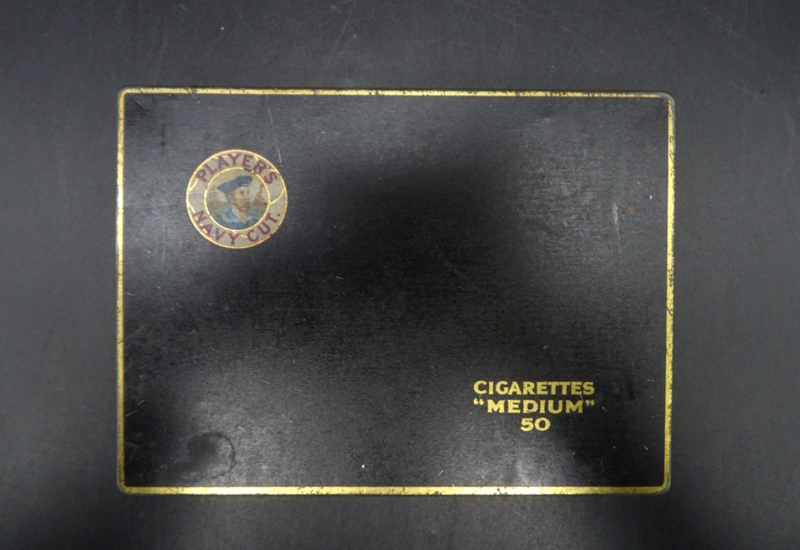 PLAYER'S
NAVY CUT.
CIGARETTES
“MEDIUM”
50